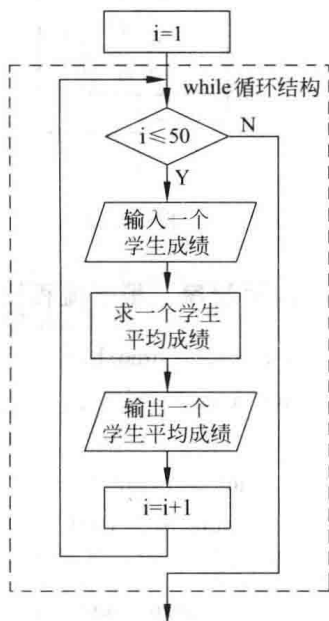 i=1
while循环结构
i≤50
N
Y
输入一个
学生成绩
求一个学生
平均成绩
输出一个
学生平均成绩
i=i+1